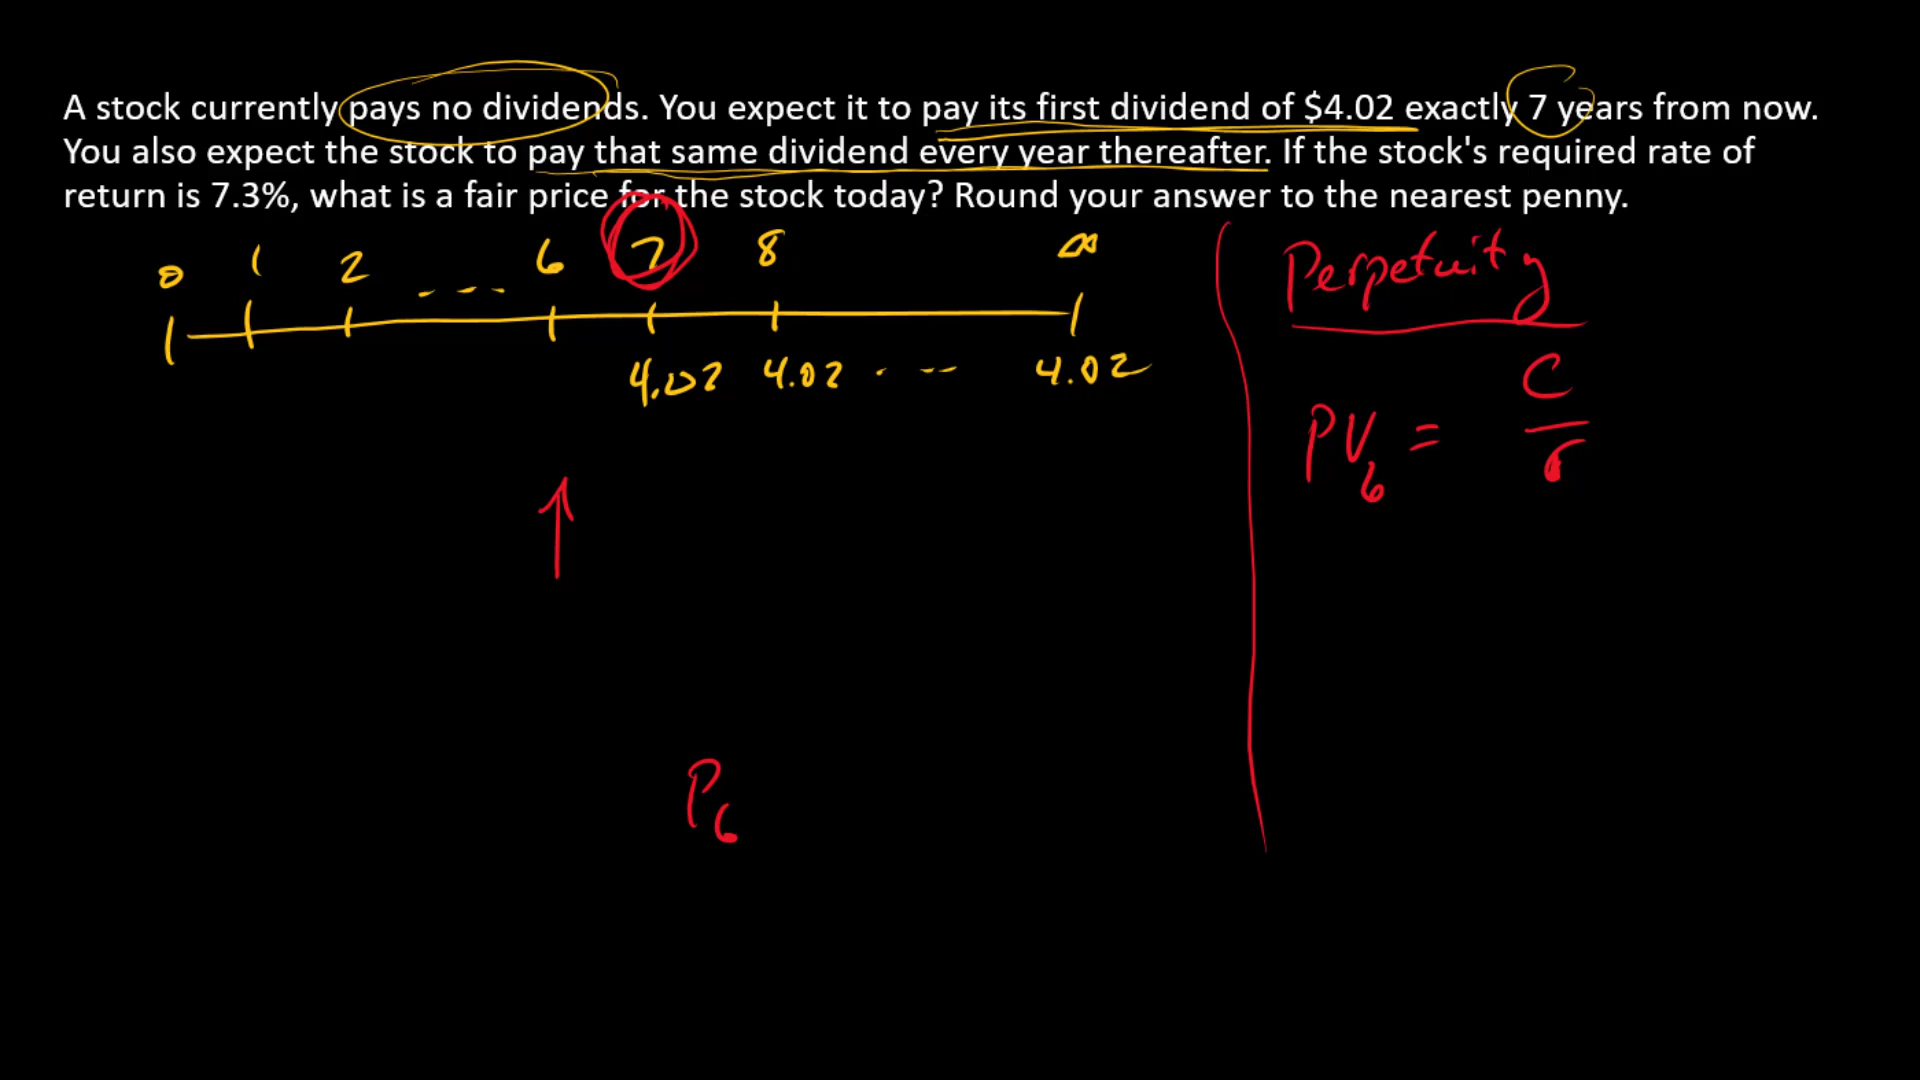 A stock currently pays no dividends. You expect it to pay its first dividend of $4.02 exactly 7 years from now.
You also expect the stock to pay that same dividend every year thereafter. If the stock's required rate of
return is 7.3%, what is a fair price for the stock today? Round your answer to the nearest penny.
0 1 2 ... 6 7 8 ∞
4.02 4.02 ... 4.02
Perpetuity
PV₆ = C/r
P₆